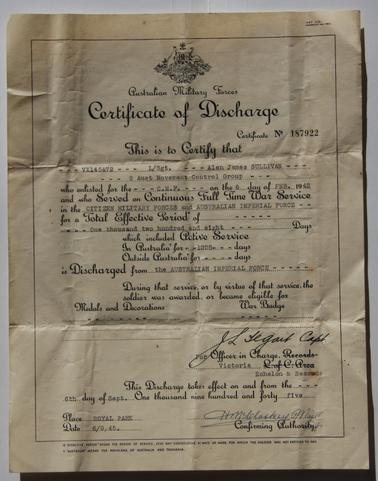 Australian Military Forces
Certificate of Discharge
Certificate Nº 187922
This is to Certify that
VX145472 - - - L/Sgt. - - - Alan James SULLIVAN - - -
2 Aust Movement Control Group - - -
who enlisted for the - - - C.M.F. - - - on the 6 day of FEB. 1942
and who Served on Continuous Full Time War Service
in the CITIZEN MILITARY FORCES and AUSTRALIAN IMPERIAL FORCE - -
for a Total Effective Period of - - - - -
One thousand two hundred and eight - - - Days
which included Active Service
In Australia for - - - days
Outside Australia for - - - days
is Discharged from the AUSTRALIAN IMPERIAL FORCE - - - - -
During that service, or by virtue of that service, the
soldier was awarded, or became eligible for
Medals and Decorations War Badge
for Officer in Charge, Records
Victoria L of C Area
Echelon & Records
This Discharge takes effect on and from the - - -
6th day of Sept. One thousand nine hundred and forty five
Place ROYAL PARK
Date 6/9/45. Confirming Authority